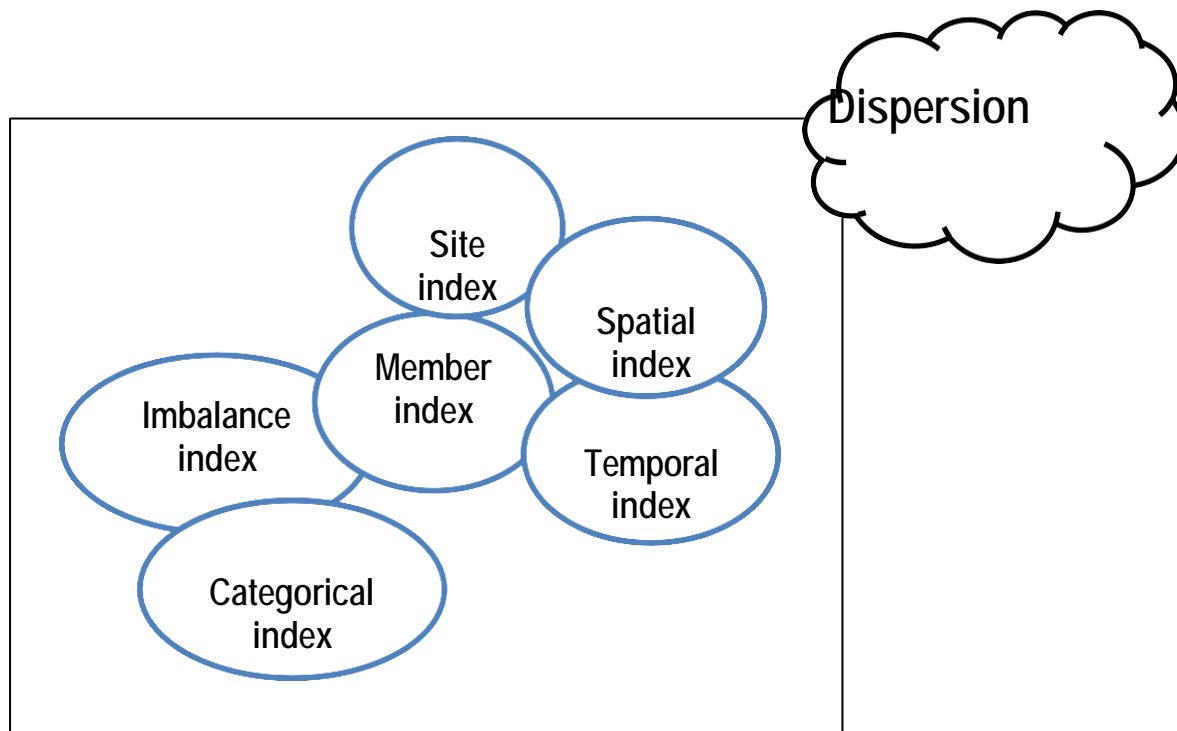 Dispersion
Site
index
Spatial
index
Member
index
Imbalance
index
Temporal
index
Categorical
index